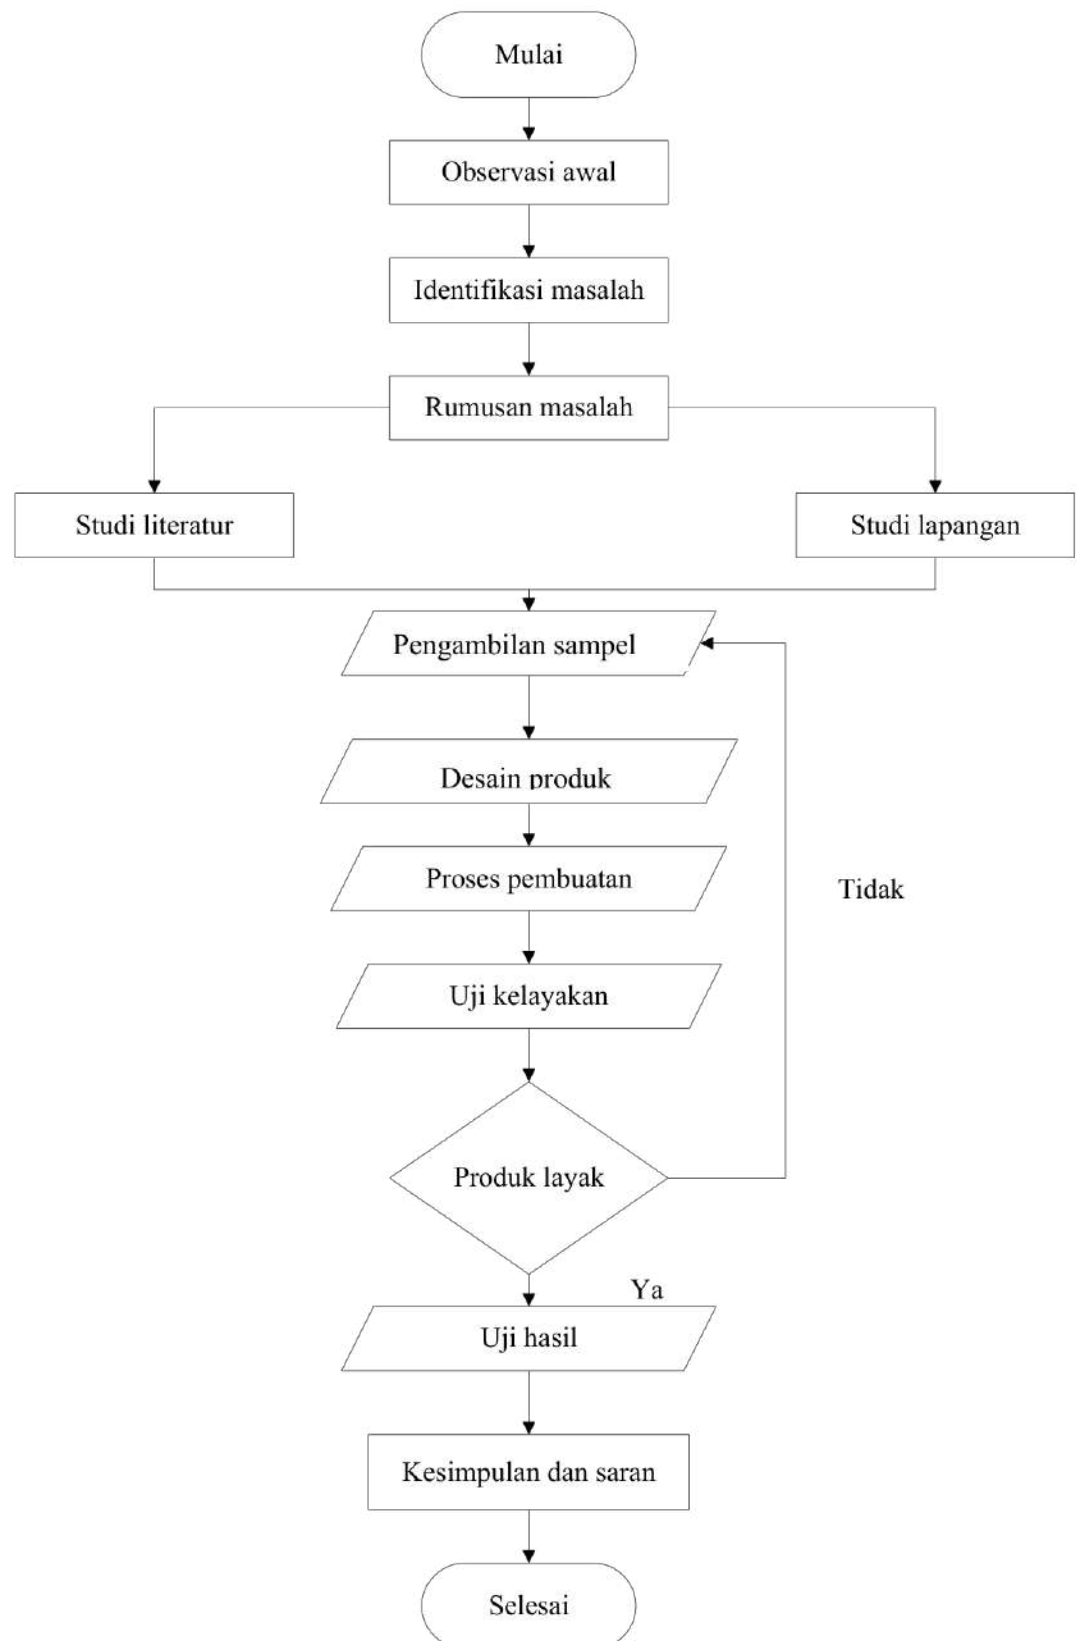 Mulai
Observasi awal
Identifikasi masalah
Rumusan masalah
Studi literatur
Studi lapangan
Pengambilan sampel
Desain produk
Proses pembuatan
Tidak
Uji kelayakan
Produk layak
Ya
Uji hasil
Kesimpulan dan saran
Selesai